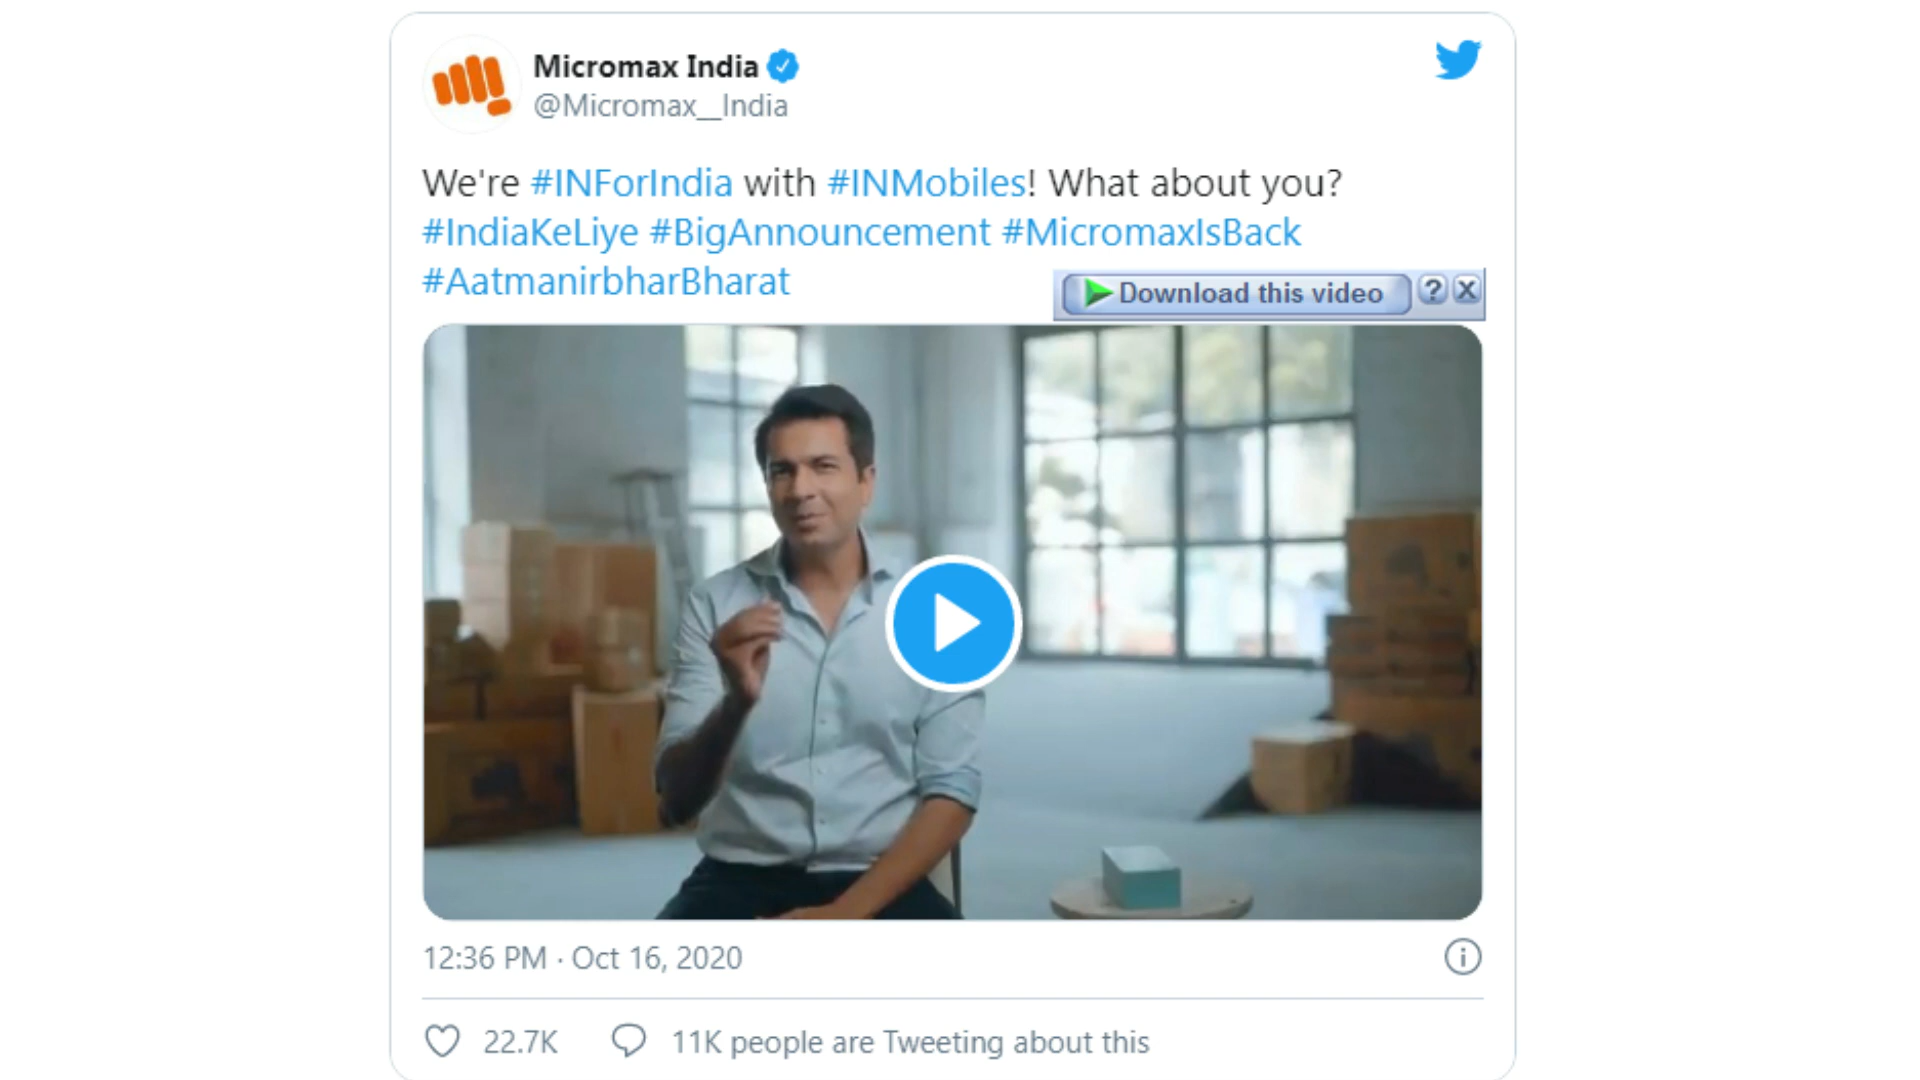 Micromax India
@Micromax__India
We're #INForIndia with #INMobiles! What about you?
#IndiaKeLiye #BigAnnouncement #MicromaxIsBack
#AatmanirbharBharat
Download this video ? X
12:36 PM · Oct 16, 2020
22.7K 11K people are Tweeting about this